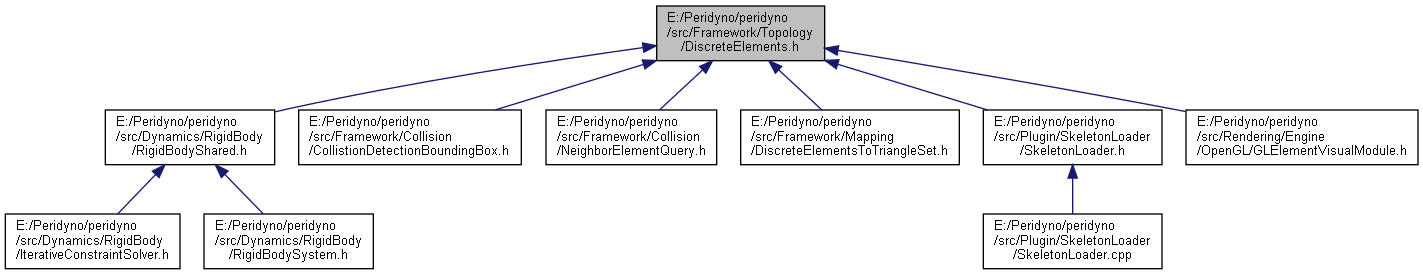 E:/Peridyno/peridyno
/src/Framework/Topology
/DiscreteElements.h
E:/Peridyno/peridyno
/src/Dynamics/RigidBody
/RigidBodyShared.h
E:/Peridyno/peridyno
/src/Framework/Collision
/CollistionDetectionBoundingBox.h
E:/Peridyno/peridyno
/src/Framework/Collision
/NeighborElementQuery.h
E:/Peridyno/peridyno
/src/Framework/Mapping
/DiscreteElementsToTriangleSet.h
E:/Peridyno/peridyno
/src/Plugin/SkeletonLoader
/SkeletonLoader.h
E:/Peridyno/peridyno
/src/Rendering/Engine
/OpenGL/GLElementVisualModule.h
E:/Peridyno/peridyno
/src/Dynamics/RigidBody
/IterativeConstraintSolver.h
E:/Peridyno/peridyno
/src/Dynamics/RigidBody
/RigidBodySystem.h
E:/Peridyno/peridyno
/src/Plugin/SkeletonLoader
/SkeletonLoader.cpp